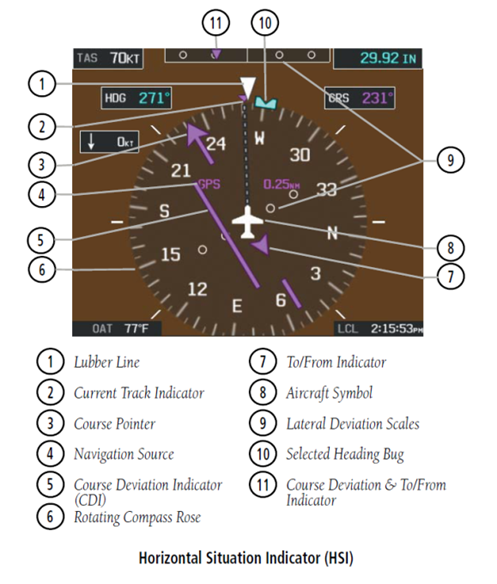 11
10
TAS 70KT
29.92 IN
1
HDG 271°
CRS 231°
2
↓ 0KT
24
W
30
3
21
GPS
0.25NM
33
9
4
S
N
8
5
15
3
7
6
12
E
6
OAT 77°F
LCL 2:15:53PM
1 Lubber Line
2 Current Track Indicator
3 Course Pointer
4 Navigation Source
5 Course Deviation Indicator
(CDI)
6 Rotating Compass Rose
7 To/From Indicator
8 Aircraft Symbol
9 Lateral Deviation Scales
10 Selected Heading Bug
11 Course Deviation & To/From
Indicator
Horizontal Situation Indicator (HSI)